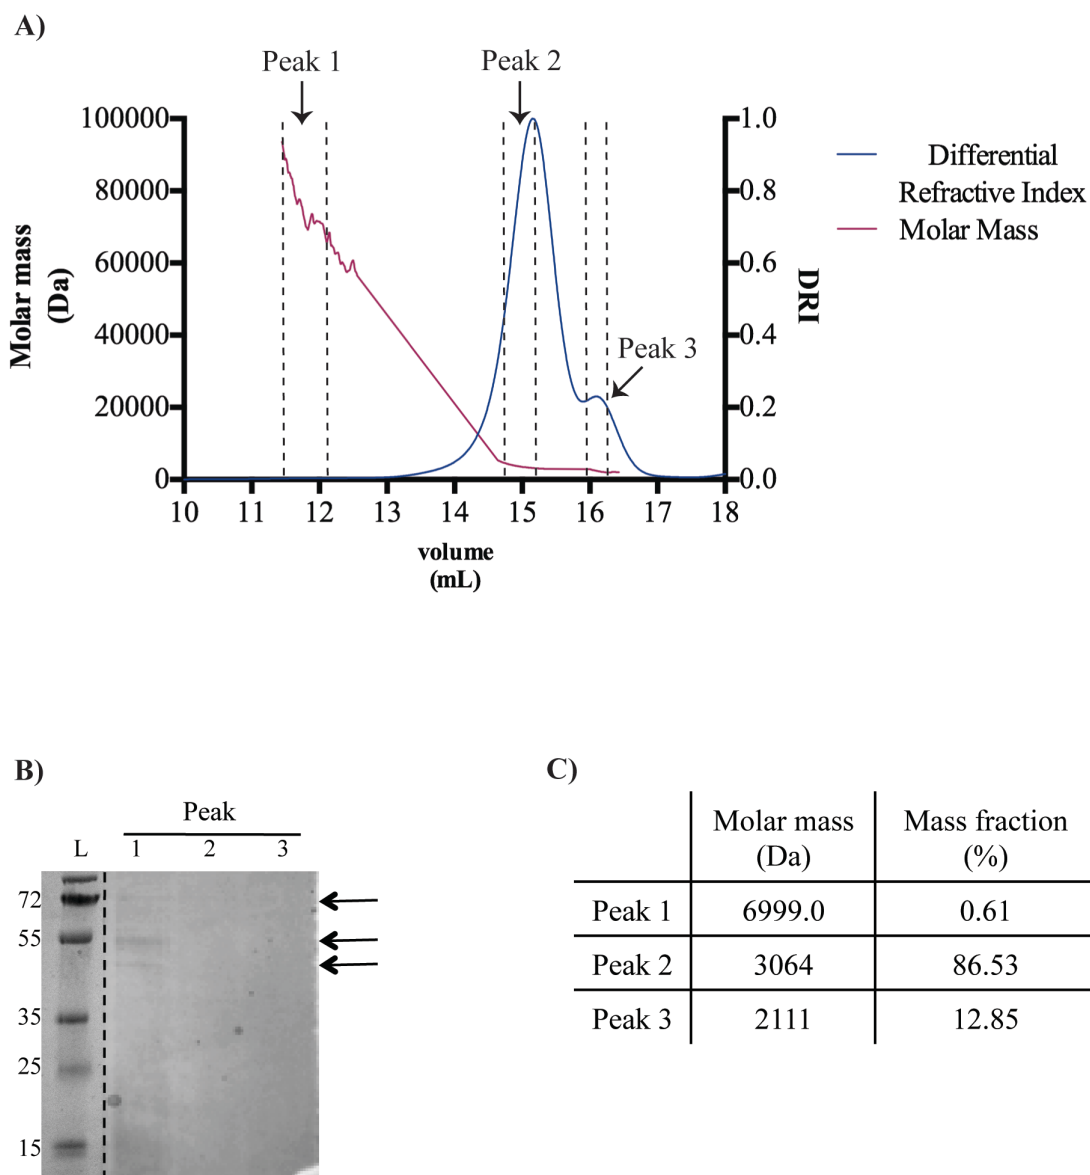 A)
Peak 1
Peak 2
100000
80000
60000
40000
20000
0
Molar mass
(Da)
1.0
0.8
0.6
0.4
0.2
0.0
DRI
Peak 3
10 11 12 13 14 15 16 17 18
volume
(mL)
Differential
Refractive Index
Molar Mass
B)
Peak
L 1 2 3
72
55
35
25
15
C)
Molar mass Mass fraction
(Da) (%)
Peak 1 6999.0 0.61
Peak 2 3064 86.53
Peak 3 2111 12.85